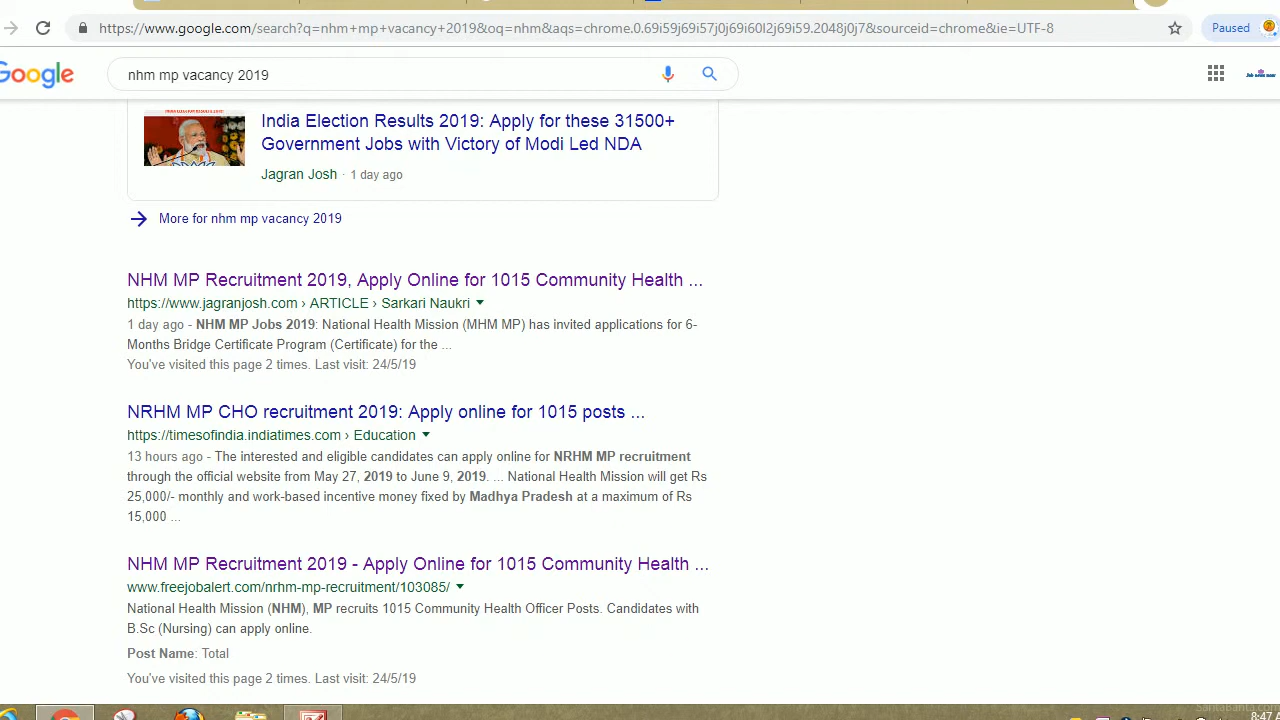 https://www.google.com/search?q=nhm+mp+vacancy+2019&oq=nhm&aqs=chrome.0.69i59j69i57j0j69i60l2j69i59.2048j0j7&sourceid=chrome&ie=UTF-8
Paused
Google
nhm mp vacancy 2019
India Election Results 2019: Apply for these 31500+
Government Jobs with Victory of Modi Led NDA
Jagran Josh · 1 day ago
More for nhm mp vacancy 2019
NHM MP Recruitment 2019, Apply Online for 1015 Community Health ...
https://www.jagranjosh.com › ARTICLE › Sarkari Naukri
1 day ago - NHM MP Jobs 2019: National Health Mission (MHM MP) has invited applications for 6-
Months Bridge Certificate Program (Certificate) for the ...
You've visited this page 2 times. Last visit: 24/5/19
NRHM MP CHO recruitment 2019: Apply online for 1015 posts ...
https://timesofindia.indiatimes.com › Education
13 hours ago - The interested and eligible candidates can apply online for NRHM MP recruitment
through the official website from May 27, 2019 to June 9, 2019. ... National Health Mission will get Rs
25,000/- monthly and work-based incentive money fixed by Madhya Pradesh at a maximum of Rs
15,000 ...
NHM MP Recruitment 2019 - Apply Online for 1015 Community Health ...
www.freejobalert.com/nrhm-mp-recruitment/103085/
National Health Mission (NHM), MP recruits 1015 Community Health Officer Posts. Candidates with
B.Sc (Nursing) can apply online.
Post Name: Total
You've visited this page 2 times. Last visit: 24/5/19